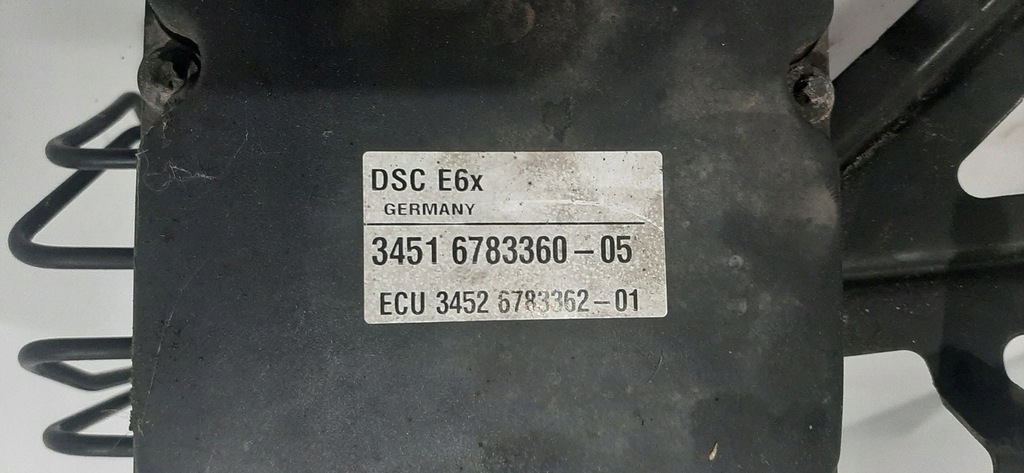 DSC E6x
GERMANY
3451 6783360-05
ECU 3452 6783362-01